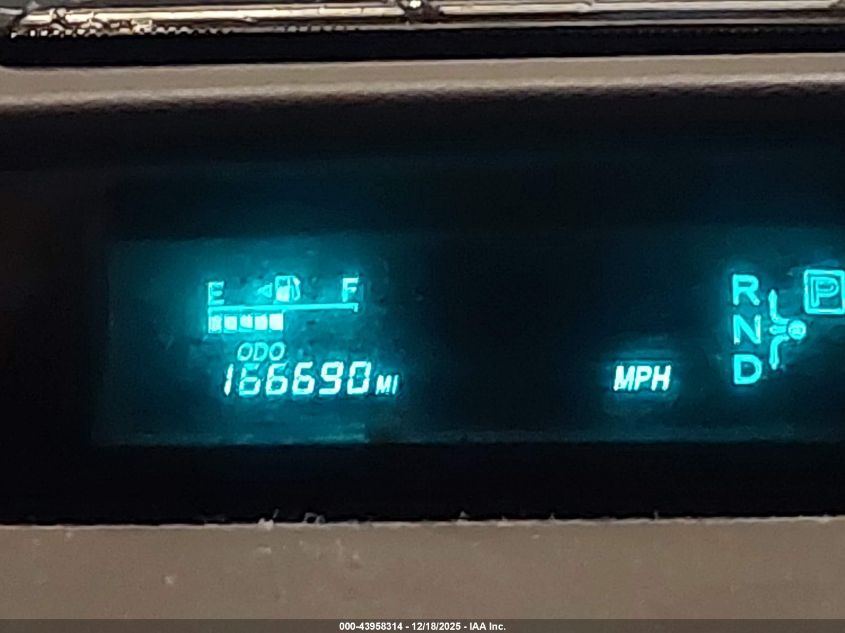 E F
ODO
166690 MI
MPH
R P
N
D
000-43958314 - 12/18/2025 - IAA Inc.